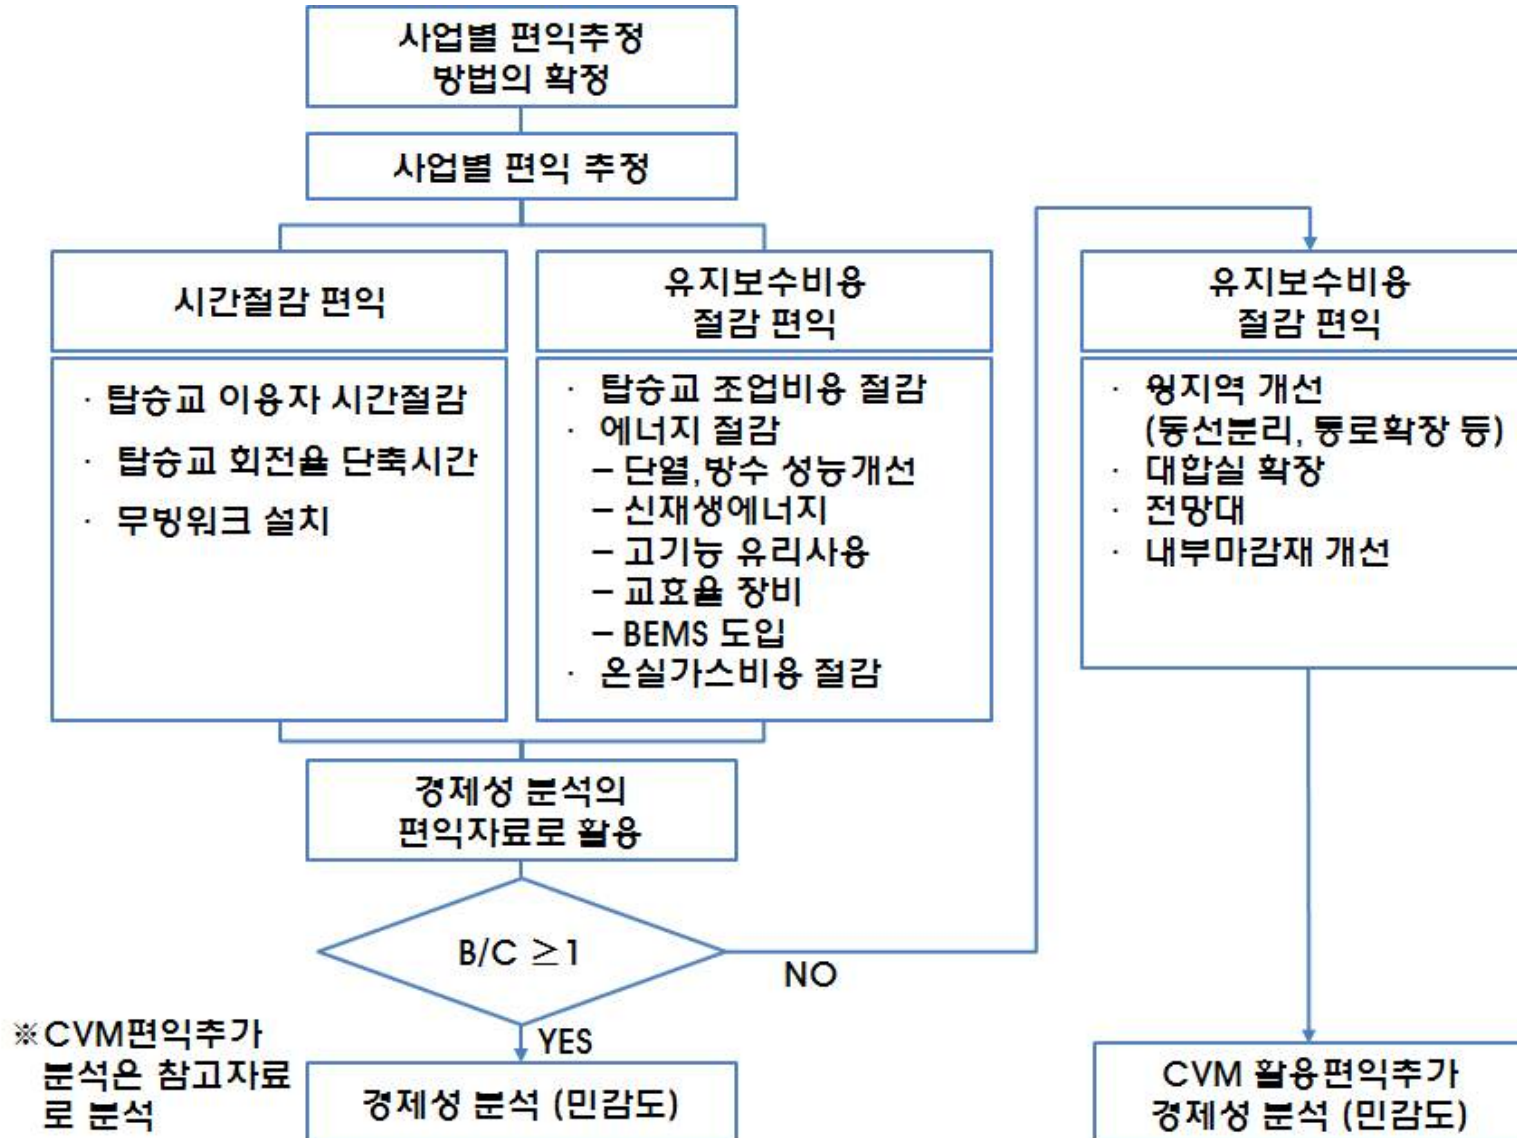 사업별 편익추정
방법의 확정
사업별 편익 추정
시간절감 편익
· 탑승교 이용자 시간절감
· 탑승교 회전율 단축시간
· 무빙워크 설치
유지보수비용
절감 편익
· 탑승교 조업비용 절감
· 에너지 절감
– 단열,방수 성능개선
– 신재생에너지
– 고기능 유리사용
– 교효율 장비
– BEMS 도입
· 온실가스비용 절감
유지보수비용
절감 편익
· 윙지역 개선
(동선분리, 통로확장 등)
· 대합실 확장
· 전망대
· 내부마감재 개선
경제성 분석의
편익자료로 활용
B/C ≥1
NO
YES
※CVM편익추가
분석은 참고자료
로 분석
경제성 분석 (민감도)
CVM 활용편익추가
경제성 분석 (민감도)